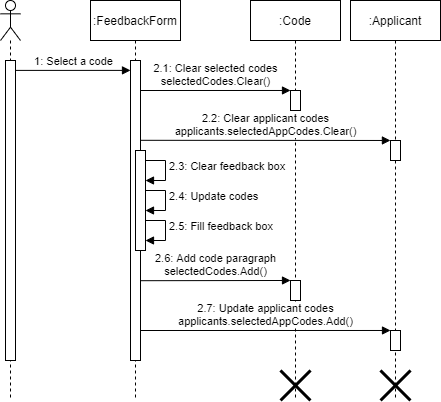 :FeedbackForm
:Code
:Applicant
1: Select a code
2.1: Clear selected codes
selectedCodes.Clear()
2.2: Clear applicant codes
applicants.selectedAppCodes.Clear()
2.3: Clear feedback box
2.4: Update codes
2.5: Fill feedback box
2.6: Add code paragraph
selectedCodes.Add()
2.7: Update applicant codes
applicants.selectedAppCodes.Add()